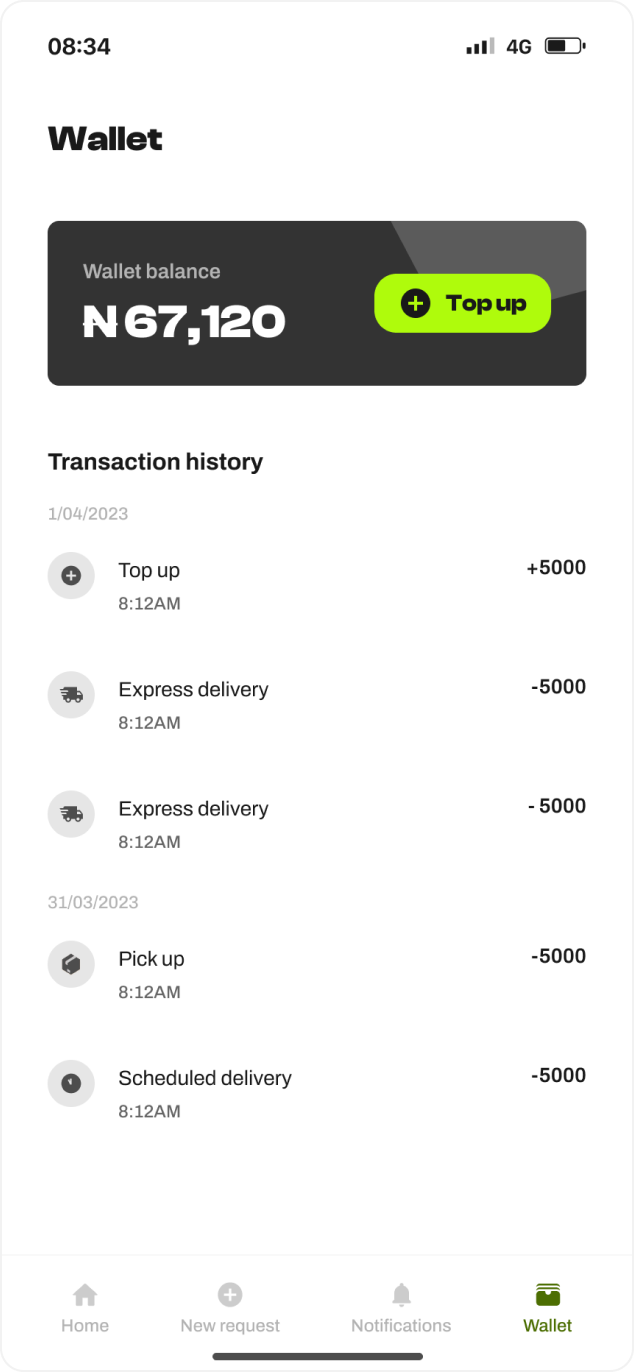 08:34
4G
Wallet
Wallet balance
₦ 67,120
Top up
Transaction history
1/04/2023
Top up
+5000
8:12AM
Express delivery
-5000
8:12AM
Express delivery
- 5000
8:12AM
31/03/2023
Pick up
-5000
8:12AM
Scheduled delivery
-5000
8:12AM
Home
New request
Notifications
Wallet